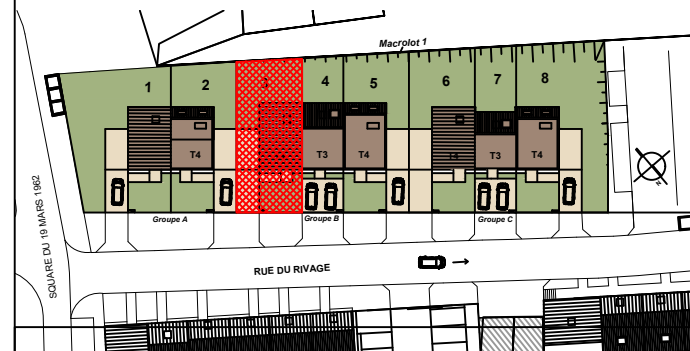 Macrolot 1
1
2
3
4
5
6
7
8
T4
T3
T4
T3
T4
Groupe A
Groupe B
Groupe C
SQUARE DU 19 MARS 1962
RUE DU RIVAGE
N